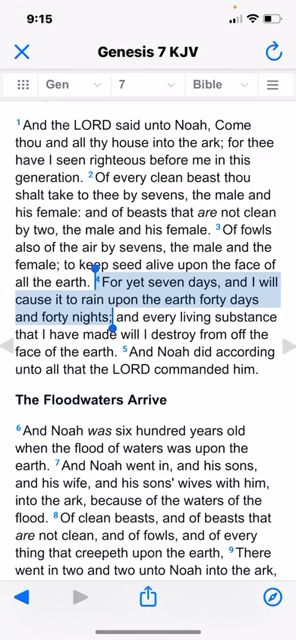 9:15
Genesis 7 KJV
Gen 7 Bible
1 And the LORD said unto Noah, Come
thou and all thy house into the ark; for thee
have I seen righteous before me in this
generation. 2 Of every clean beast thou
shalt take to thee by sevens, the male and
his female: and of beasts that are not clean
by two, the male and his female. 3 Of fowls
also of the air by sevens, the male and the
female; to keep seed alive upon the face of
all the earth. 4 For yet seven days, and I will
cause it to rain upon the earth forty days
and forty nights; and every living substance
that I have made will I destroy from off the
face of the earth. 5 And Noah did according
unto all that the LORD commanded him.
The Floodwaters Arrive
6 And Noah was six hundred years old
when the flood of waters was upon the
earth. 7 And Noah went in, and his sons,
and his wife, and his sons' wives with him,
into the ark, because of the waters of the
flood. 8 Of clean beasts, and of beasts that
are not clean, and of fowls, and of every
thing that creepeth upon the earth, 9 There
went in two and two unto Noah into the ark,